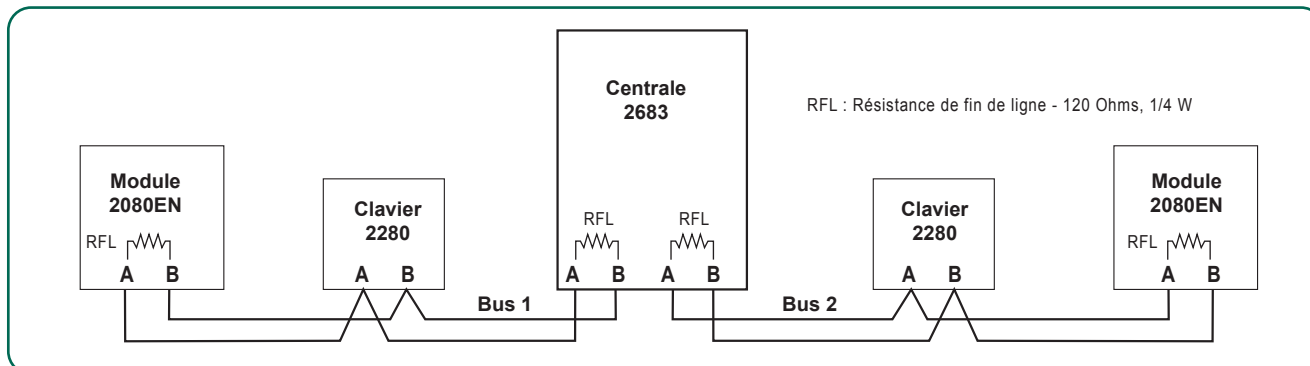 Centrale
2683
RFL : Résistance de fin de ligne - 120 Ohms, 1/4 W
Module
2080EN
RFL
A B
Clavier
2280
A B
RFL RFL
A B A B
Clavier
2280
A B
Module
2080EN
RFL
A B
Bus 1
Bus 2